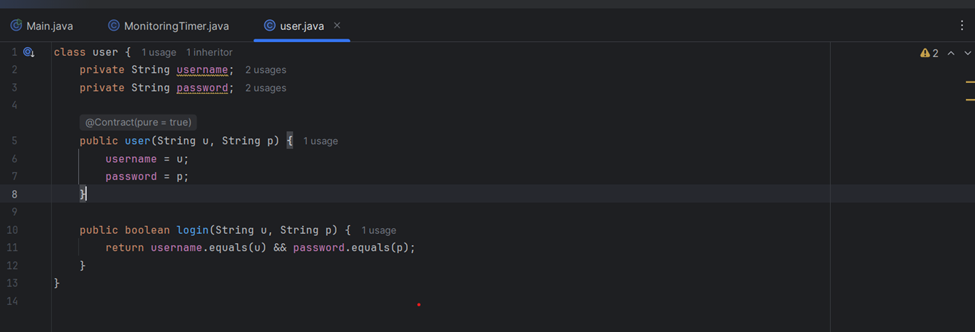 Main.java MonitoringTimer.java user.java
1 class user { 1 usage 1 inheritor 2
2 private String username; 2 usages
3 private String password; 2 usages
4
@Contract(pure = true)
5 public user(String u, String p) { 1 usage
6 username = u;
7 password = p;
8 }
9
10 public boolean login(String u, String p) { 1 usage
11 return username.equals(u) && password.equals(p);
12 }
13 }
14